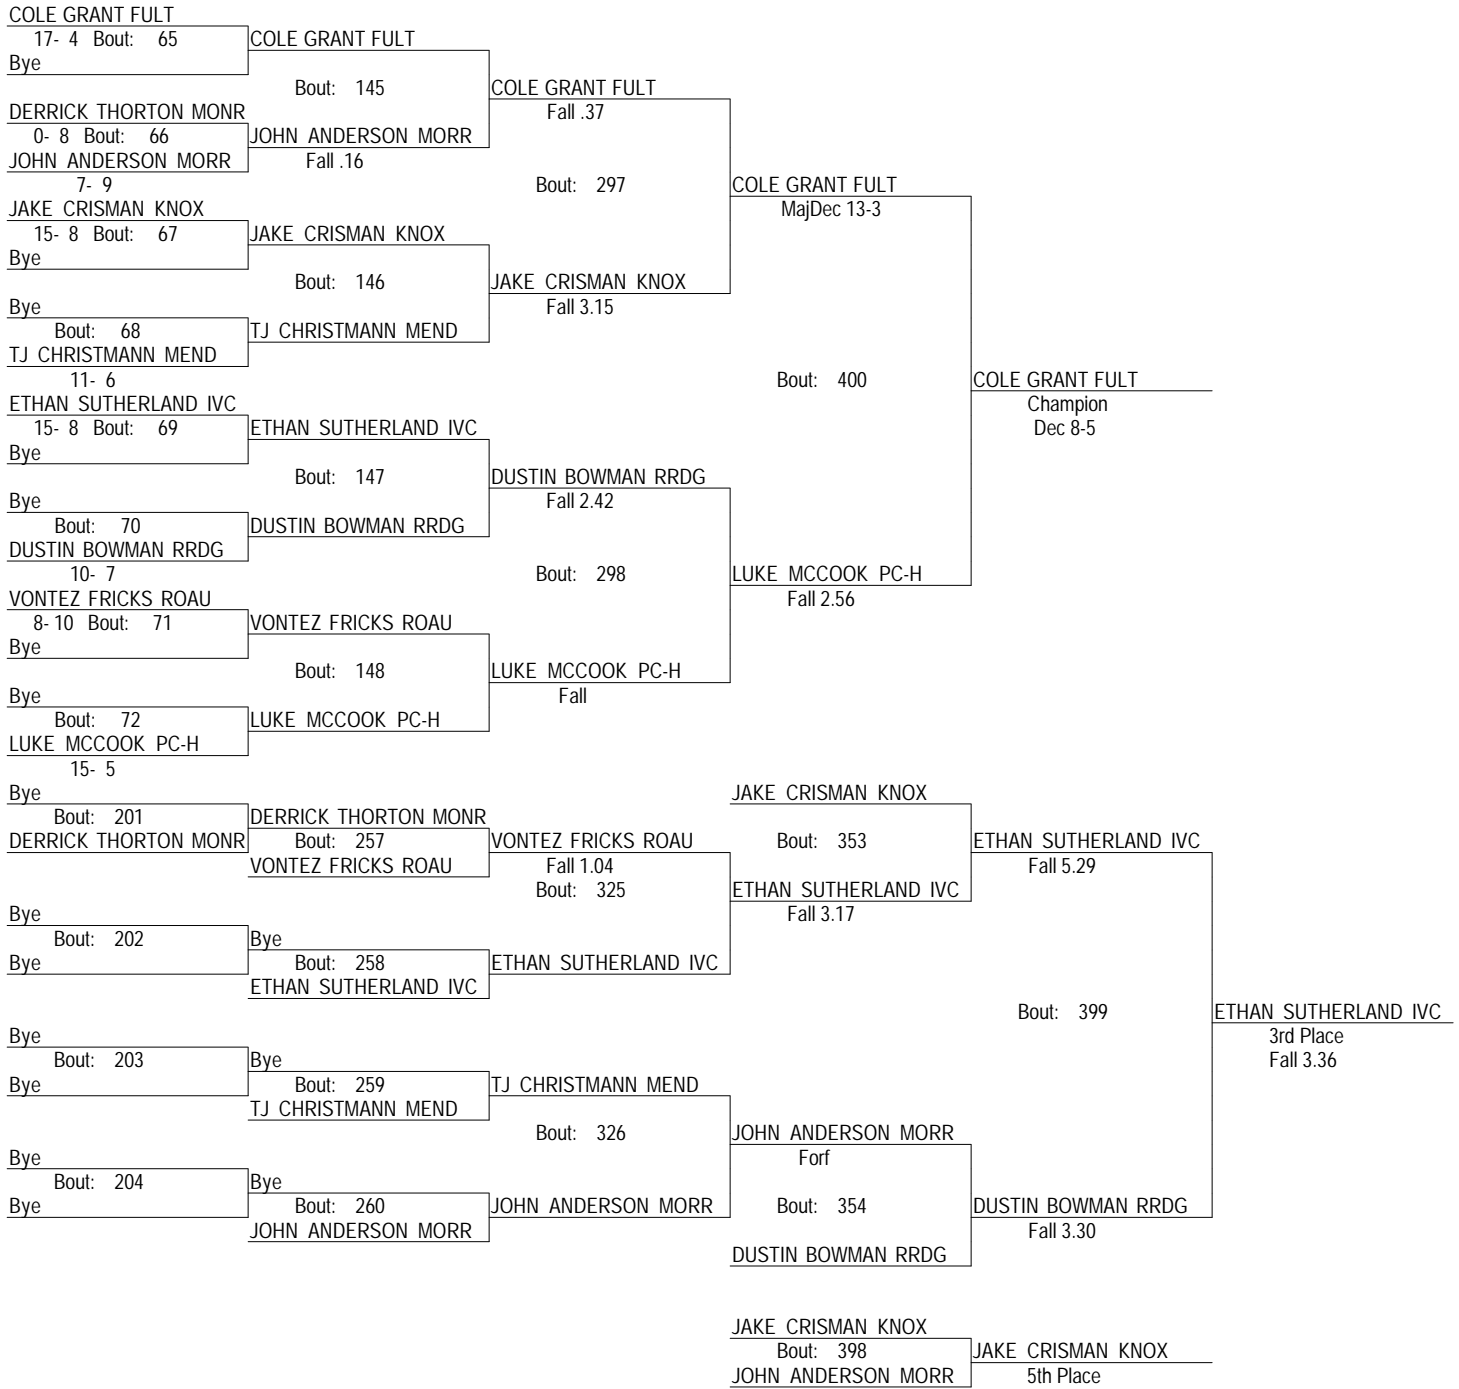 COLE GRANT FULT
17- 4 Bout: 65 COLE GRANT FULT
Bye
Bout: 145 COLE GRANT FULT
DERRICK THORTON MONR Fall .37
0- 8 Bout: 66 JOHN ANDERSON MORR
JOHN ANDERSON MORR Fall .16
7- 9 Bout: 297 COLE GRANT FULT
JAKE CRISMAN KNOX MajDec 13-3
15- 8 Bout: 67 JAKE CRISMAN KNOX
Bye
Bout: 146 JAKE CRISMAN KNOX
Bye Fall 3.15
Bout: 68 TJ CHRISTMANN MEND
TJ CHRISTMANN MEND
11- 6 Bout: 400 COLE GRANT FULT
ETHAN SUTHERLAND IVC Champion
15- 8 Bout: 69 ETHAN SUTHERLAND IVC Dec 8-5
Bye
Bout: 147 DUSTIN BOWMAN RRDG
Bye Fall 2.42
Bout: 70 DUSTIN BOWMAN RRDG
DUSTIN BOWMAN RRDG
10- 7 Bout: 298 LUKE MCCOOK PC-H
VONTEZ FRICKS ROAU Fall 2.56
8- 10 Bout: 71 VONTEZ FRICKS ROAU
Bye
Bout: 148 LUKE MCCOOK PC-H
Bye Fall
Bout: 72 LUKE MCCOOK PC-H
LUKE MCCOOK PC-H
15- 5
Bye JAKE CRISMAN KNOX
Bout: 201 DERRICK THORTON MONR
DERRICK THORTON MONR Bout: 257 VONTEZ FRICKS ROAU Bout: 353 ETHAN SUTHERLAND IVC
VONTEZ FRICKS ROAU Fall 1.04 Fall 5.29
Bout: 325 ETHAN SUTHERLAND IVC
Bye Fall 3.17
Bout: 202 Bye
Bye Bout: 258 ETHAN SUTHERLAND IVC
ETHAN SUTHERLAND IVC
Bout: 399 ETHAN SUTHERLAND IVC
Bye 3rd Place
Bout: 203 Bye Fall 3.36
Bye Bout: 259 TJ CHRISTMANN MEND
TJ CHRISTMANN MEND
Bout: 326 JOHN ANDERSON MORR
Bye Forf
Bout: 204 Bye
Bye Bout: 260 JOHN ANDERSON MORR Bout: 354 DUSTIN BOWMAN RRDG
JOHN ANDERSON MORR Fall 3.30
DUSTIN BOWMAN RRDG
JAKE CRISMAN KNOX
Bout: 398 JAKE CRISMAN KNOX
JOHN ANDERSON MORR 5th Place